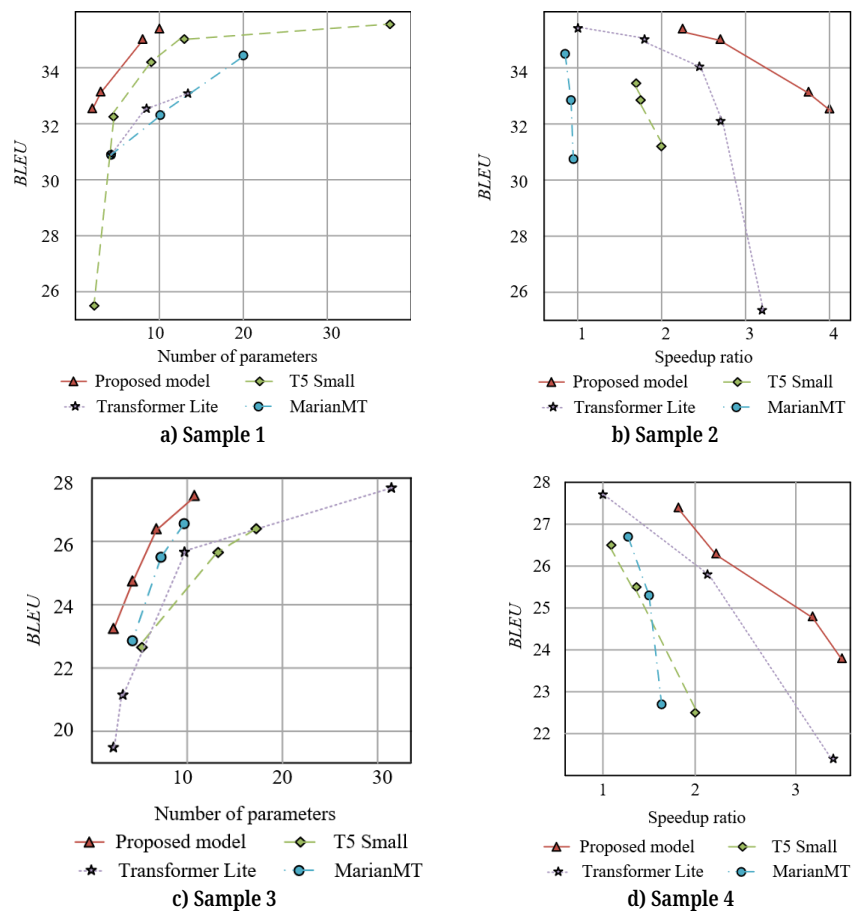 34
32
30
28
26
BLEU
10
20
30
Number of parameters
Proposed model
T5 Small
Transformer Lite
MarianMT
a) Sample 1
34
32
30
28
26
BLEU
1
2
3
4
Speedup ratio
Proposed model
T5 Small
Transformer Lite
MarianMT
b) Sample 2
28
26
24
22
20
BLEU
10
20
30
Number of parameters
Proposed model
T5 Small
Transformer Lite
MarianMT
c) Sample 3
28
27
26
25
24
23
22
BLEU
1
2
3
Speedup ratio
Proposed model
T5 Small
Transformer Lite
MarianMT
d) Sample 4